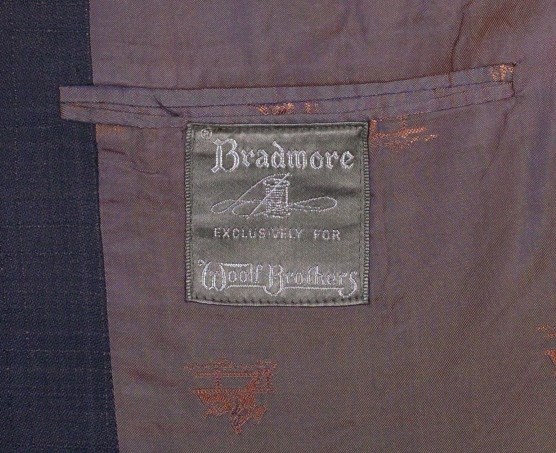 ® Bradmore
EXCLUSIVELY FOR
Woolf Brothers